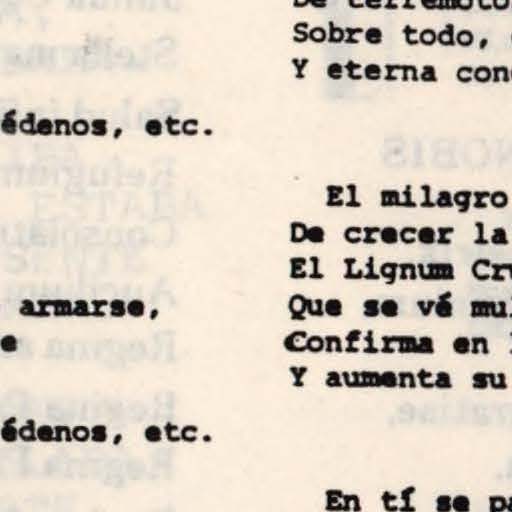 édenos, etc.
armarse,
e
édenos, etc.
De terremoto
Sobre todo,
Y eterna con
El milagro
De crecer la
El Lignum Cr
Que se vé mu
Confirma en
Y aumenta su
En tí se pa